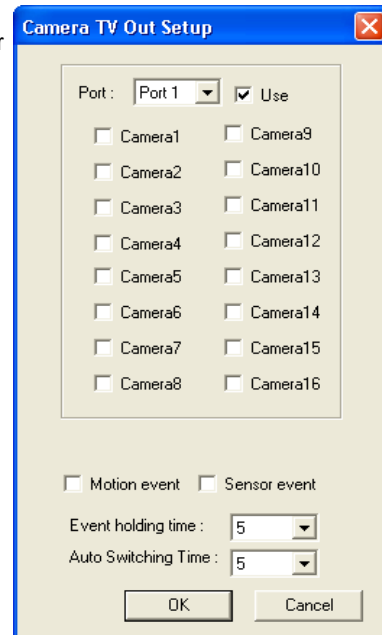 r
Camera TV Out Setup
Port : Port 1 Use
Camera1 Camera9
Camera2 Camera10
Camera3 Camera11
Camera4 Camera12
Camera5 Camera13
Camera6 Camera14
Camera7 Camera15
Camera8 Camera16
Motion event Sensor event
Event holding time : 5
Auto Switching Time : 5
OK Cancel